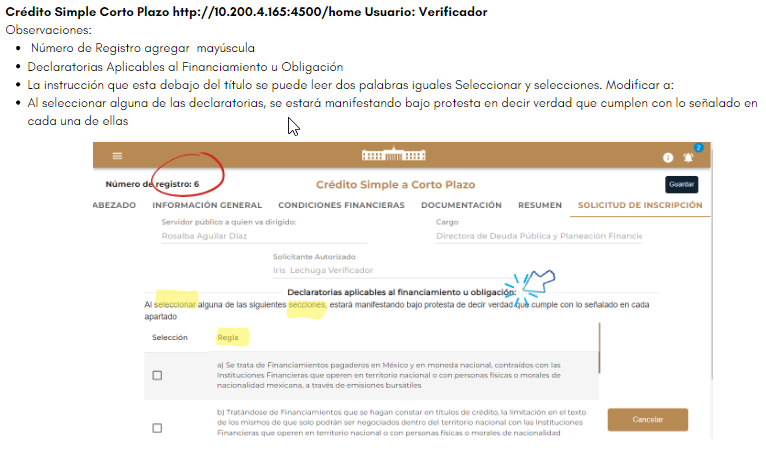 Crédito Simple Corto Plazo http://10.200.4.165:4500/home Usuario: Verificador
Observaciones:
• Número de Registro agregar mayúscula
• Declaratorias Aplicables al Financiamiento u Obligación
• La instrucción que esta debajo del título se puede leer dos palabras iguales Seleccionar y selecciones. Modificar a:
• Al seleccionar alguna de las declaratorias, se estará manifestando bajo protesta en decir verdad que cumplen con lo señalado en
cada una de ellas
2
Número de registro: 6
Crédito Simple a Corto Plazo
Guardar
ABEZADO INFORMACIÓN GENERAL CONDICIONES FINANCIERAS DOCUMENTACIÓN RESUMEN SOLICITUD DE INSCRIPCIÓN
Servidor público a quien va dirigido: Cargo
Rosalba Aguilar Díaz Directora de Deuda Pública y Planeación Financie
Solicitante Autorizado
Iris Lechuga Verificador
Declaratorias aplicables al financiamiento u obligación:
Al seleccionar alguna de las siguientes secciones, estará manifestando bajo protesta de decir verdad que cumple con lo señalado en cada
apartado
Selección Regla
a) Se trata de Financiamientos pagaderos en México y en moneda nacional, contraídos con las
Instituciones Financieras que operen en territorio nacional o con personas físicas o morales de
nacionalidad mexicana, a través de emisiones bursátiles
b) Tratándose de Financiamientos que se hagan constar en títulos de crédito, la limitación en el texto
de los mismos de que solo podrán ser negociados dentro del territorio nacional con las Instituciones
Financieras que operen en territorio nacional o con personas físicas o morales de nacionalidad
Cancelar